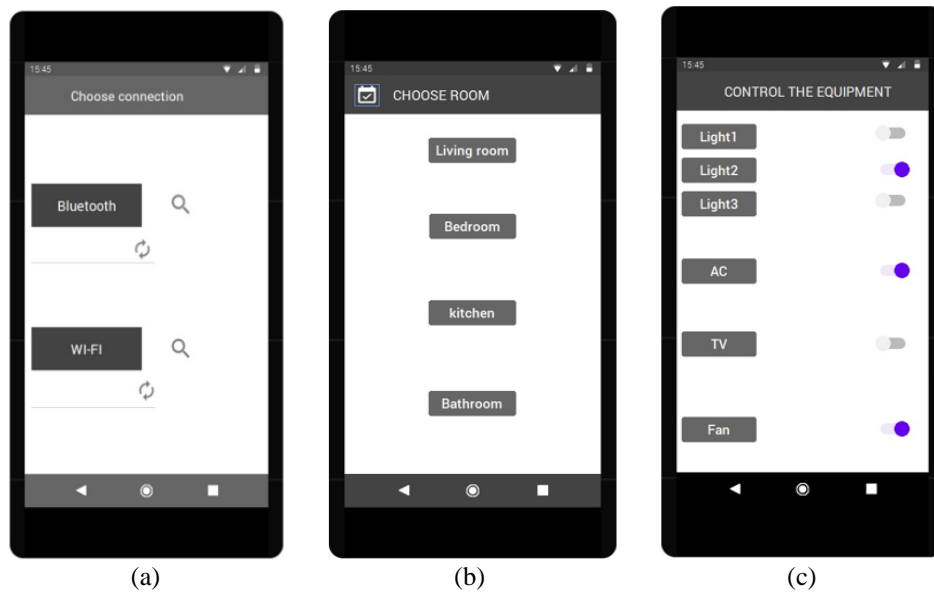 15:45
Choose connection
Bluetooth
WI-FI
(a)
15:45
CHOOSE ROOM
Living room
Bedroom
kitchen
Bathroom
(b)
15:45
CONTROL THE EQUIPMENT
Light1
Light2
Light3
AC
TV
Fan
(c)